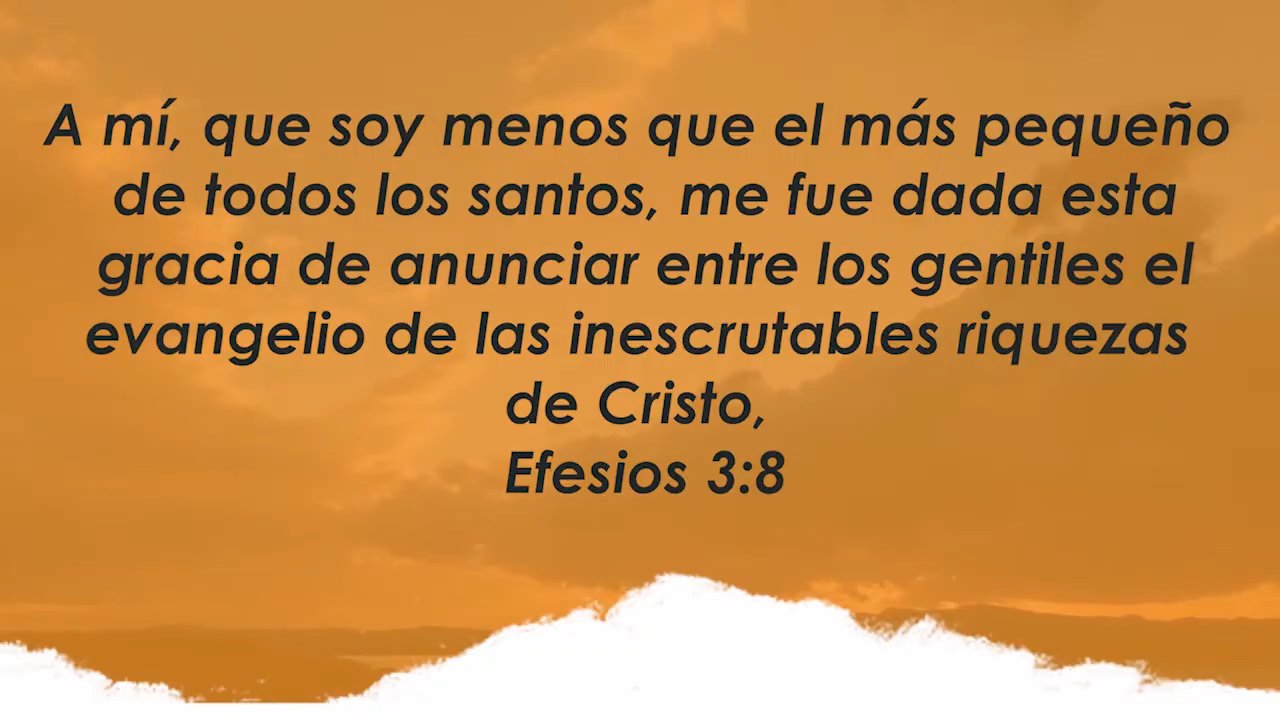 A mí, que soy menos que el más pequeño
de todos los santos, me fue dada esta
gracia de anunciar entre los gentiles el
evangelio de las inescrutables riquezas
de Cristo,
Efesios 3:8